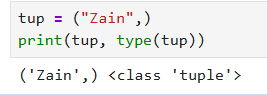 tup = ("Zain",)
print(tup, type(tup))
('Zain',) <class 'tuple'>